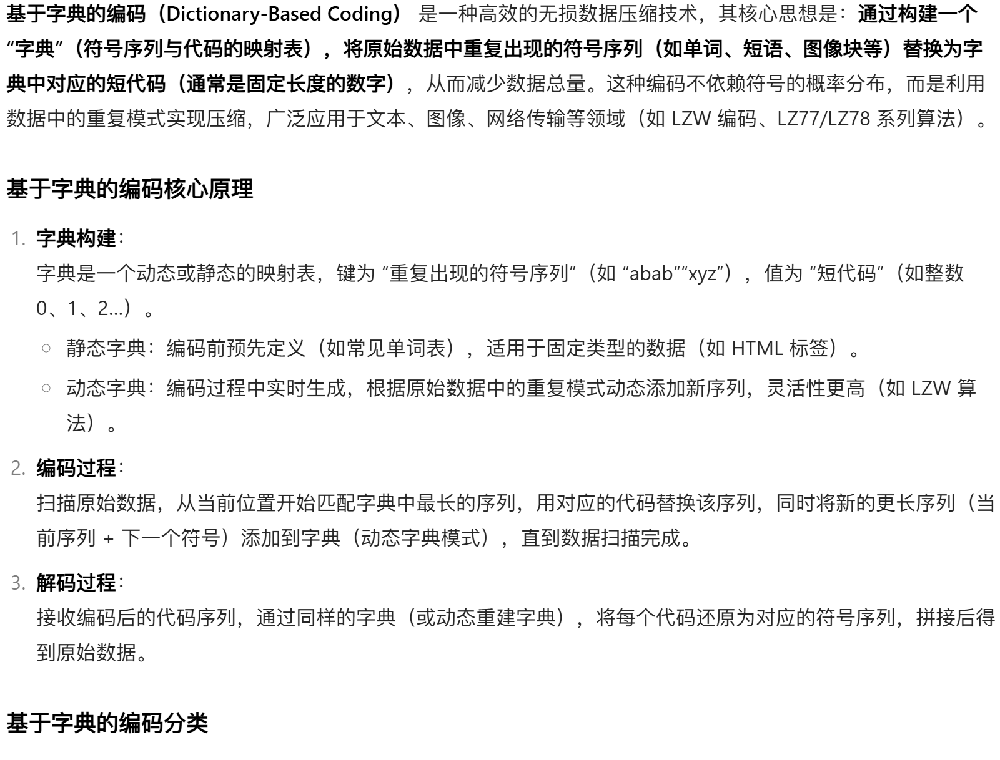 基于字典的编码（Dictionary-Based Coding） 是一种高效的无损数据压缩技术，其核心思想是：通过构建一个
“字典”（符号序列与代码的映射表），将原始数据中重复出现的符号序列（如单词、短语、图像块等）替换为字
典中对应的短代码（通常是固定长度的数字），从而减少数据总量。这种编码不依赖符号的概率分布，而是利用
数据中的重复模式实现压缩，广泛应用于文本、图像、网络传输等领域（如 LZW 编码、LZ77/LZ78 系列算法）。
基于字典的编码核心原理
1. 字典构建：
字典是一个动态或静态的映射表，键为 “重复出现的符号序列”（如 “abab”“xyz”），值为 “短代码”（如整数
0、1、2...）。
○ 静态字典：编码前预先定义（如常见单词表），适用于固定类型的数据（如 HTML 标签）。
○ 动态字典：编码过程中实时生成，根据原始数据中的重复模式动态添加新序列，灵活性更高（如 LZW 算
法）。
2. 编码过程：
扫描原始数据，从当前位置开始匹配字典中最长的序列，用对应的代码替换该序列，同时将新的更长序列（当
前序列 + 下一个符号）添加到字典（动态字典模式），直到数据扫描完成。
3. 解码过程：
接收编码后的代码序列，通过同样的字典（或动态重建字典），将每个代码还原为对应的符号序列，拼接后得
到原始数据。
基于字典的编码分类